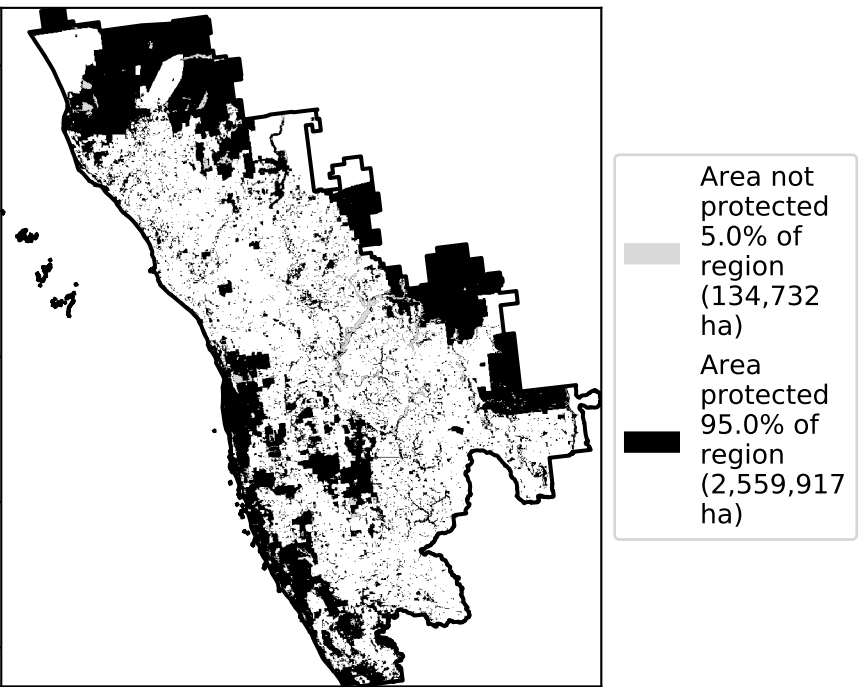 Area not
protected
5.0% of
region
(134,732
ha)
Area
protected
95.0% of
region
(2,559,917
ha)